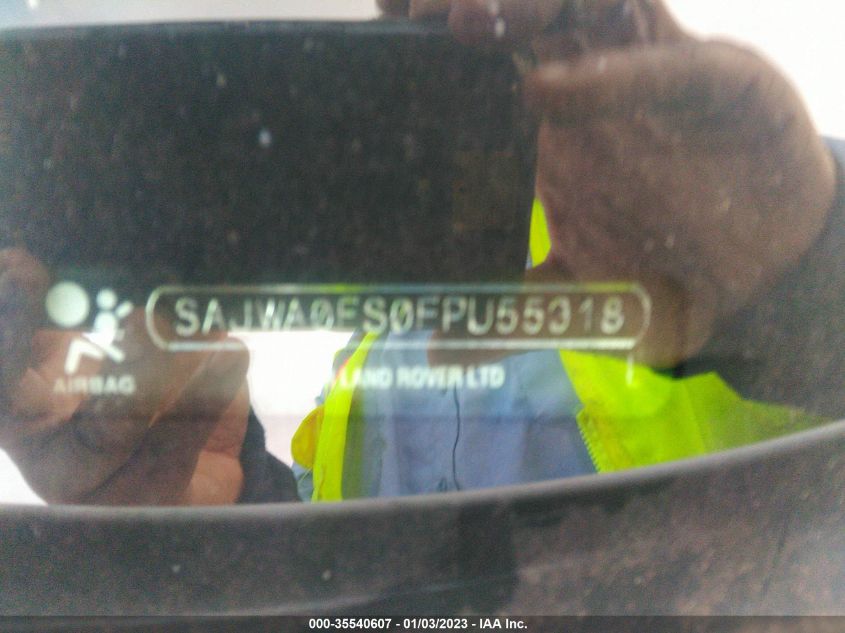 SAJWA0ES0FPU55318
AIRBAG
LAND ROVER LTD
000-35540607 - 01/03/2023 - IAA Inc.